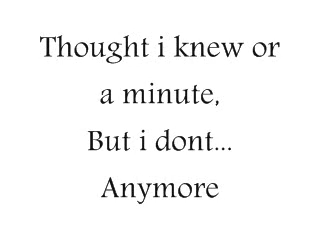 Thought i knew or
a minute,
But i dont...
Anymore